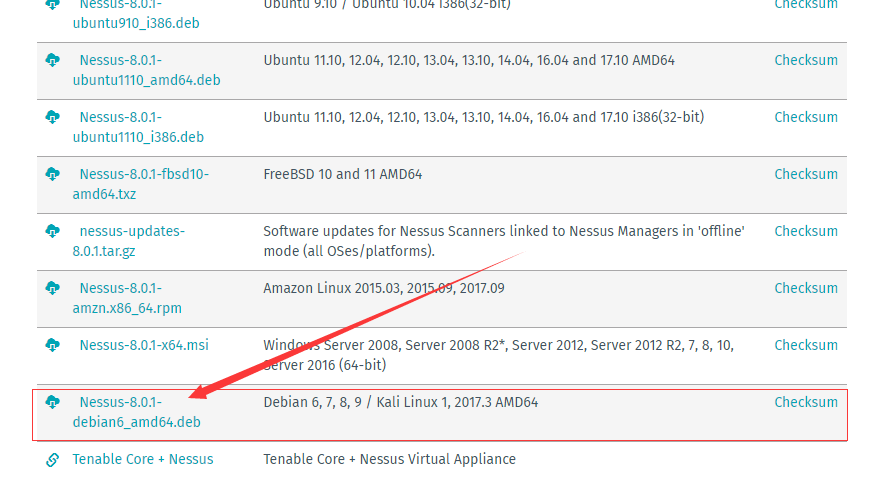 Nessus-8.0.1- Ubuntu 9.10 / Ubuntu 10.04 i386(32-bit) Checksum
ubuntu910_i386.deb
Nessus-8.0.1- Ubuntu 11.10, 12.04, 12.10, 13.04, 13.10, 14.04, 16.04 and 17.10 AMD64 Checksum
ubuntu1110_amd64.deb
Nessus-8.0.1- Ubuntu 11.10, 12.04, 12.10, 13.04, 13.10, 14.04, 16.04 and 17.10 i386(32-bit) Checksum
ubuntu1110_i386.deb
Nessus-8.0.1-fbsd10- FreeBSD 10 and 11 AMD64 Checksum
amd64.txz
nessus-updates- Software updates for Nessus Scanners linked to Nessus Managers in 'offline' Checksum
8.0.1.tar.gz mode (all OSes/platforms).
Nessus-8.0.1- Amazon Linux 2015.03, 2015.09, 2017.09 Checksum
amzn.x86_64.rpm
Nessus-8.0.1-x64.msi Windows Server 2008, Server 2008 R2*, Server 2012, Server 2012 R2, 7, 8, 10, Checksum
Server 2016 (64-bit)
Nessus-8.0.1- Debian 6, 7, 8, 9 / Kali Linux 1, 2017.3 AMD64 Checksum
debian6_amd64.deb
Tenable Core + Nessus Tenable Core + Nessus Virtual Appliance